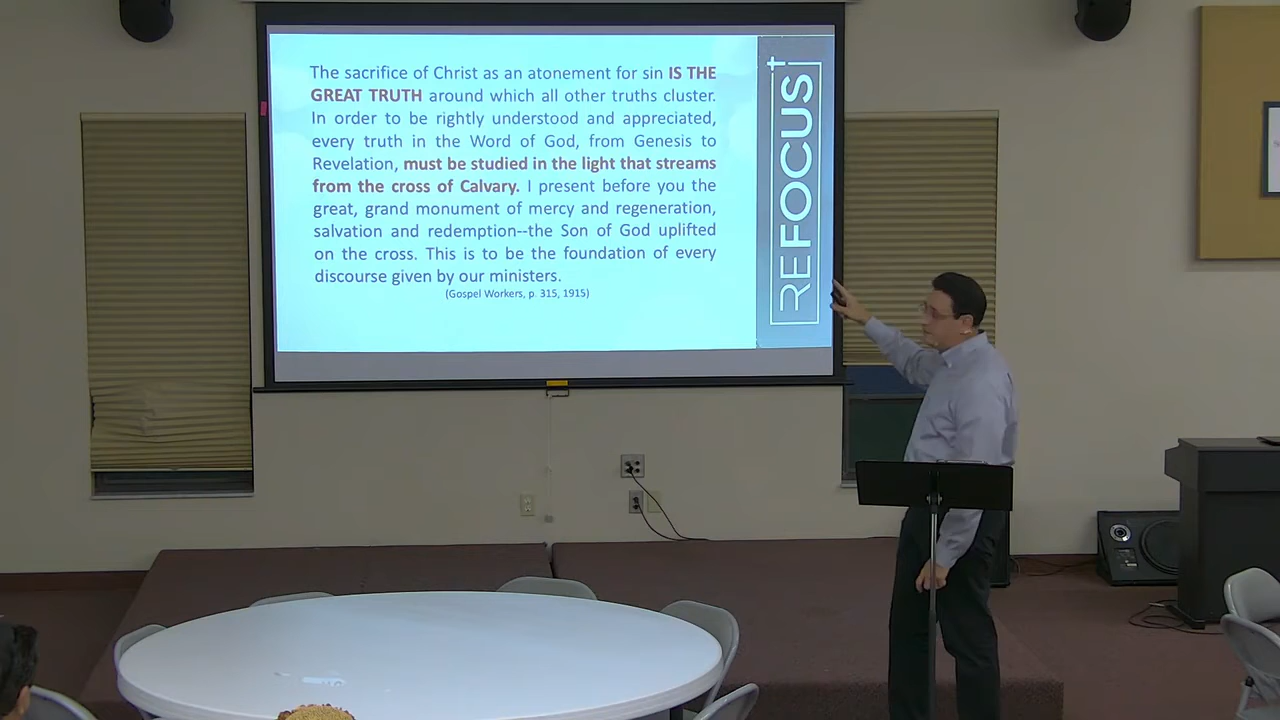 The sacrifice of Christ as an atonement for sin IS THE
GREAT TRUTH around which all other truths cluster.
In order to be rightly understood and appreciated,
every truth in the Word of God, from Genesis to
Revelation, must be studied in the light that streams
from the cross of Calvary. I present before you the
great, grand monument of mercy and regeneration,
salvation and redemption--the Son of God uplifted
on the cross. This is to be the foundation of every
discourse given by our ministers.
(Gospel Workers, p. 315, 1915)
REFOCUS